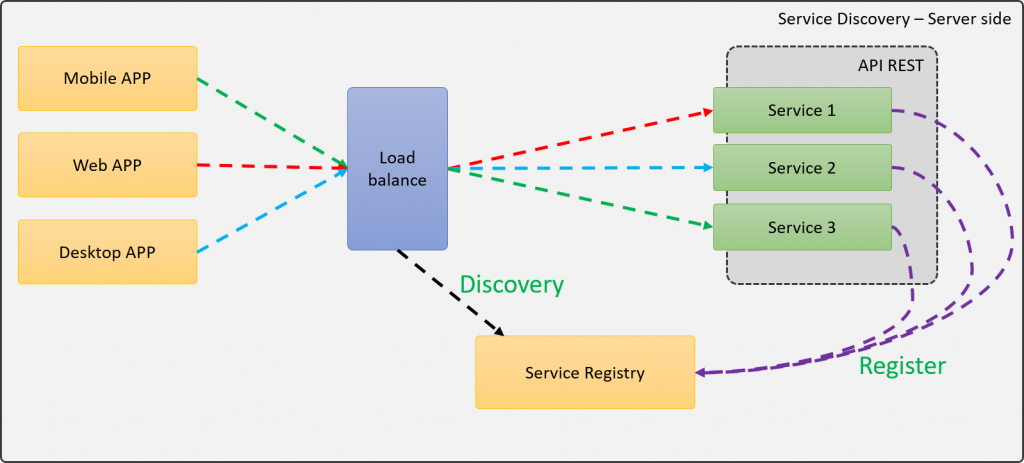 Service Discovery – Server side
Mobile APP
API REST
Service 1
Load
balance
Web APP
Service 2
Service 3
Desktop APP
Discovery
Service Registry
Register